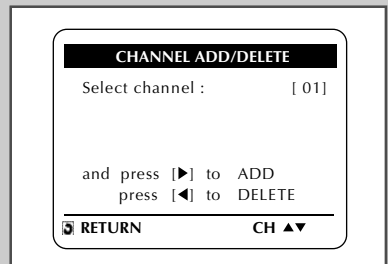 CHANNEL ADD/DELETE
Select channel : [ 01]
and press [▶] to ADD
press [◀] to DELETE
RETURN CH ▲▼